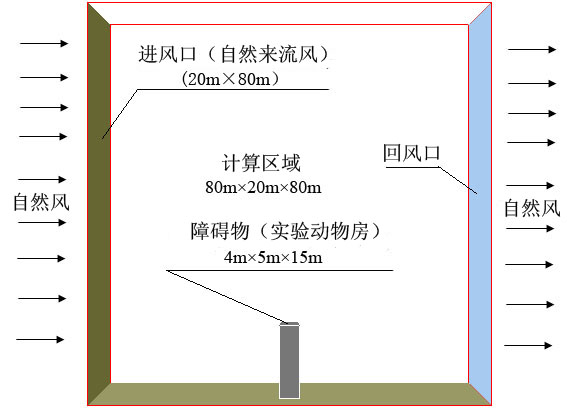 进风口（自然来流风）
(20m×80m）
计算区域
80m×20m×80m
回风口
自然风
自然风
障碍物（实验动物房）
4m×5m×15m